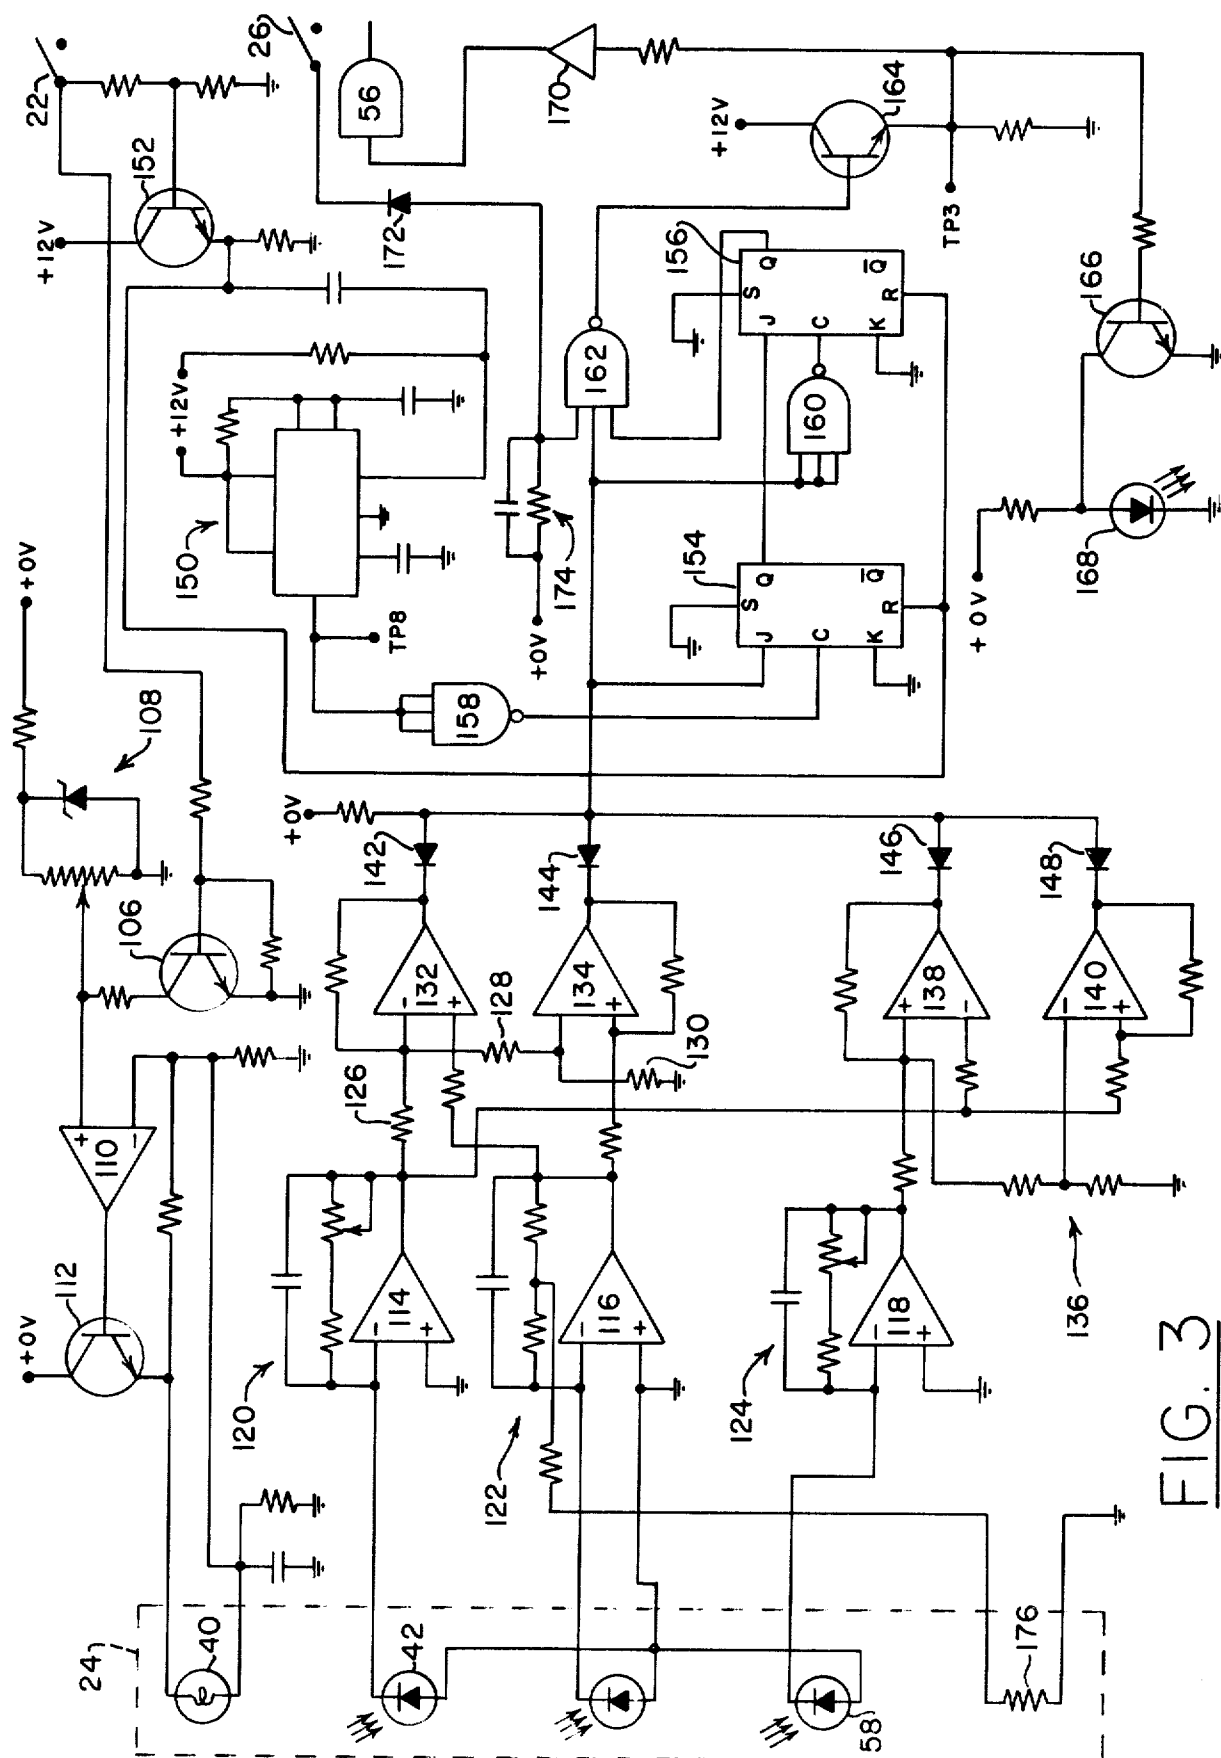 22
26
+12V
152
56
170
172
+12V
164
TP3
156
S
Q
J
C
K
R
Q̅
162
160
166
+12V
150
TP8
174
+0V
154
S
Q
J
C
K
R
Q̅
168
+0V
158
+0V
108
106
+0V
142
144
146
148
132
-
+
134
+
138
+
-
140
-
+
128
130
126
110
+
-
112
+0V
114
-
+
116
-
+
118
-
+
120
122
124
136
24
40
42
58
176
FIG. 3